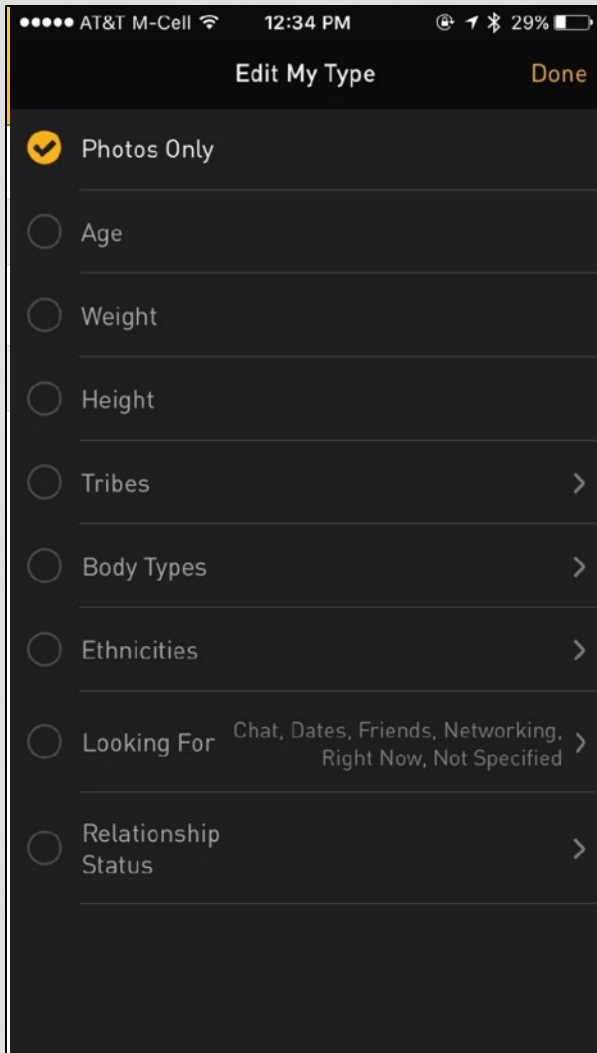 AT&T M-Cell 12:34 PM 29%
Edit My Type Done
Photos Only
Age
Weight
Height
Tribes
Body Types
Ethnicities
Looking For Chat, Dates, Friends, Networking,
Right Now, Not Specified
Relationship
Status